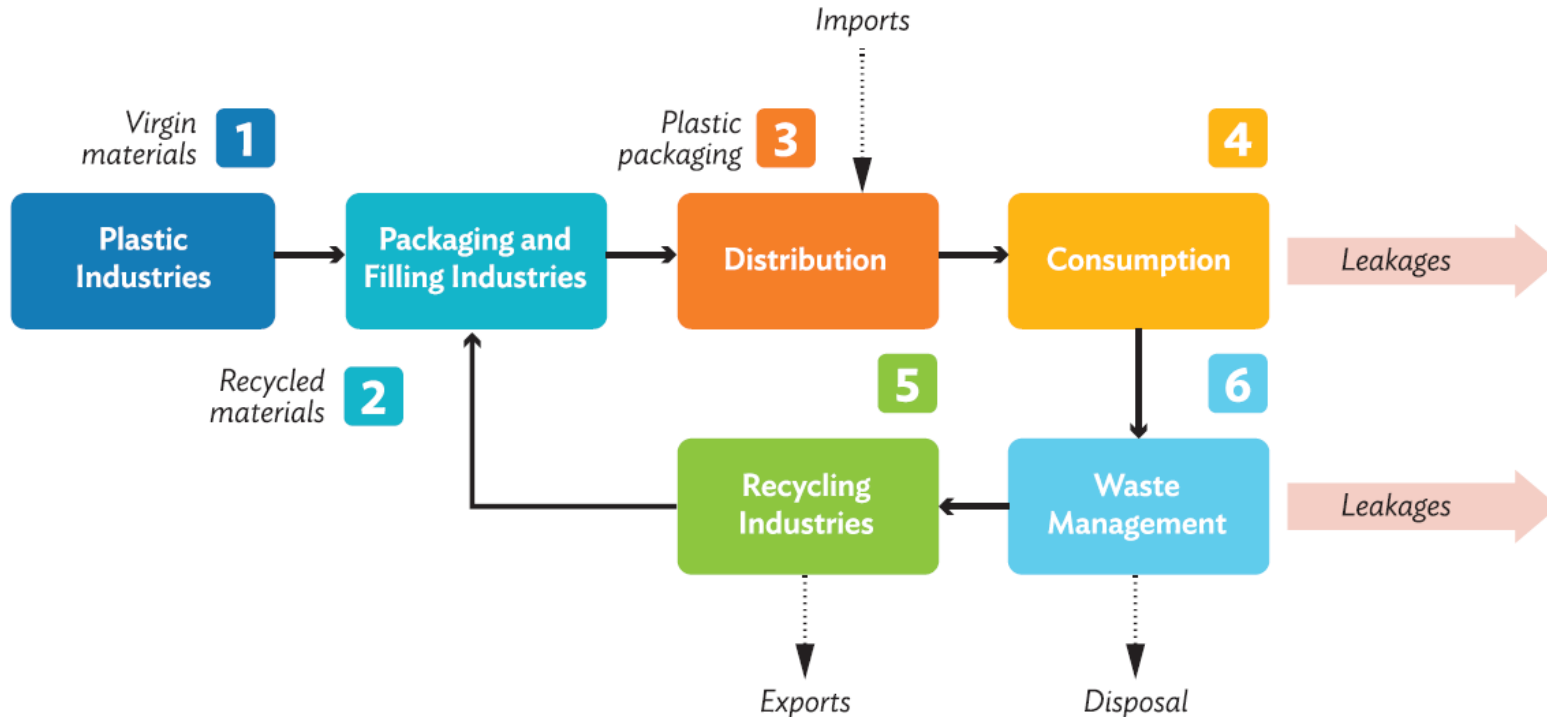 Imports
Virgin
materials
1
Plastic
packaging
3
4
Plastic
Industries
Packaging and
Filling Industries
Distribution
Consumption
Leakages
Recycled
materials
2
5
6
Recycling
Industries
Waste
Management
Leakages
Exports
Disposal